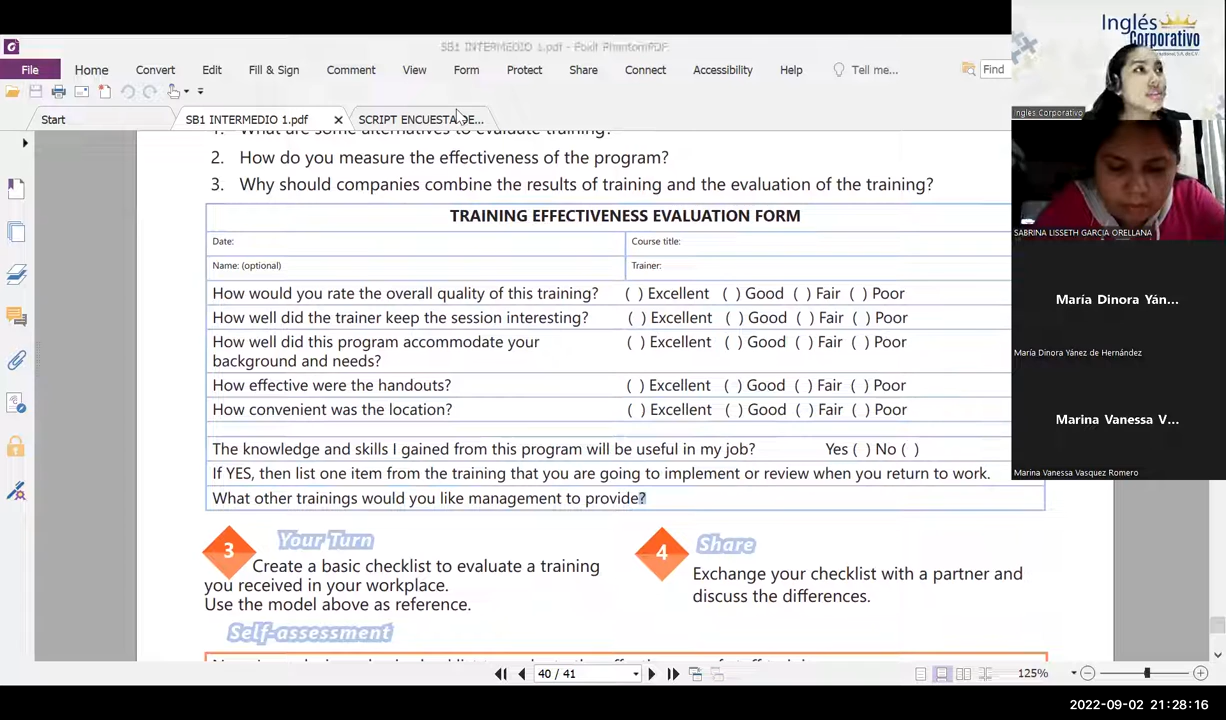 SB1 INTERMEDIO 1.pdf - Foxit PhantomPDF
File Home Convert Edit Fill & Sign Comment View Form Protect Share Connect Accessibility Help Tell me... Find
Start SB1 INTERMEDIO 1.pdf SCRIPT ENCUESTA DE...
1. What are some alternatives to evaluate training?
2. How do you measure the effectiveness of the program?
3. Why should companies combine the results of training and the evaluation of the training?
TRAINING EFFECTIVENESS EVALUATION FORM
Date: Course title:
Name: (optional) Trainer:
How would you rate the overall quality of this training? ( ) Excellent ( ) Good ( ) Fair ( ) Poor
How well did the trainer keep the session interesting? ( ) Excellent ( ) Good ( ) Fair ( ) Poor
How well did this program accommodate your ( ) Excellent ( ) Good ( ) Fair ( ) Poor
background and needs?
How effective were the handouts? ( ) Excellent ( ) Good ( ) Fair ( ) Poor
How convenient was the location? ( ) Excellent ( ) Good ( ) Fair ( ) Poor
The knowledge and skills I gained from this program will be useful in my job? Yes ( ) No ( )
If YES, then list one item from the training that you are going to implement or review when you return to work.
What other trainings would you like management to provide?
3 Your Turn
Create a basic checklist to evaluate a training
you received in your workplace.
Use the model above as reference.
4 Share
Exchange your checklist with a partner and
discuss the differences.
Self-assessment
40 / 41
125%
Inglés
Corporativo
Ingles Corporativo
SABRINA LISSETH GARCIA ORELLANA
María Dinora Yán...
María Dinora Yánez de Hernández
Marina Vanessa V...
Marina Vanessa Vasquez Romero
2022-09-02 21:28:16